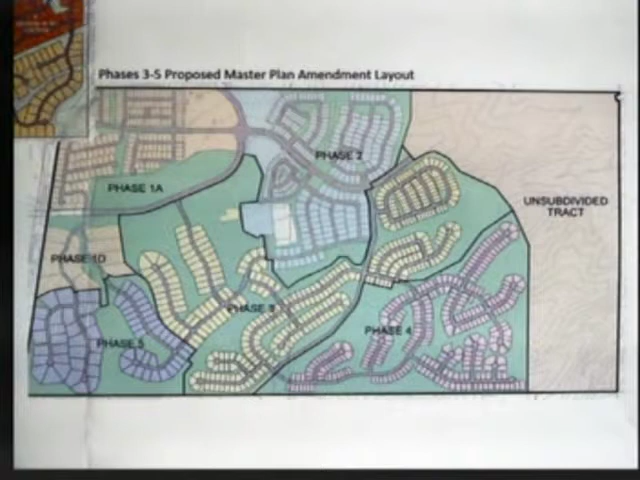 Phases 3-5 Proposed Master Plan Amendment Layout
PHASE 2
PHASE 1A
UNSUBDIVIDED
TRACT
PHASE 1D
PHASE 3
PHASE 4
PHASE 5